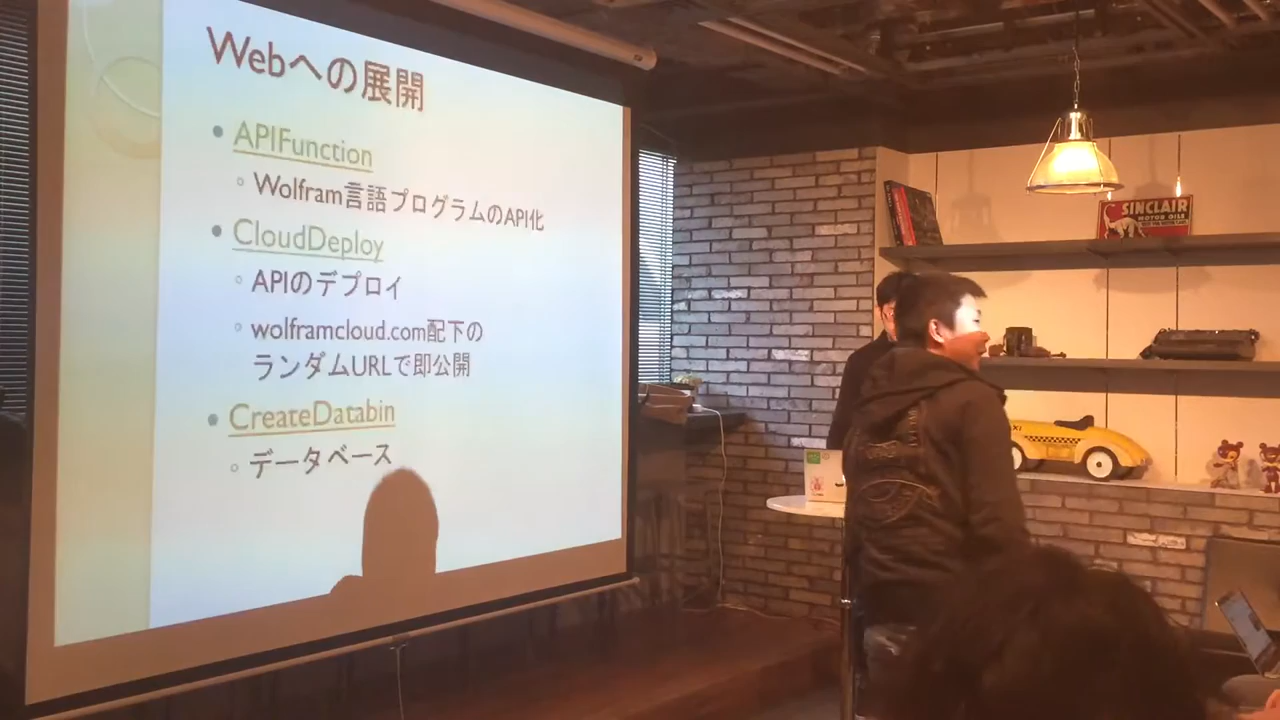 Webへの展開
APIFunction
Wolfram言語プログラムのAPI化
CloudDeploy
APIのデプロイ
wolframcloud.com配下の
ランダムURLで即公開
CreateDatabin
データベース
SINCLAIR
MOTOR OILS
TAXI